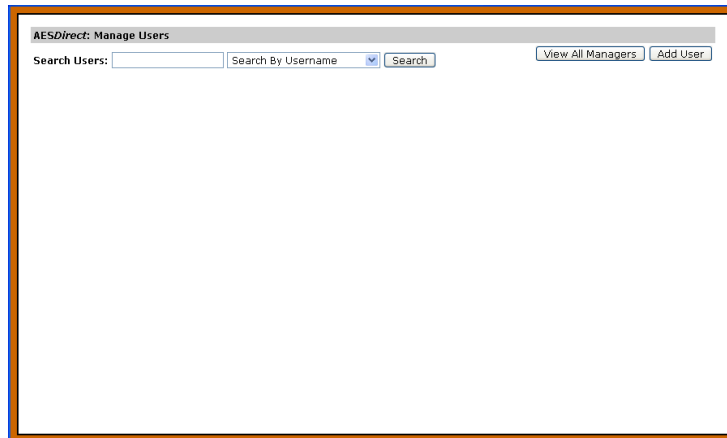 AESDirect: Manage Users
Search Users: Search By Username Search View All Managers Add User